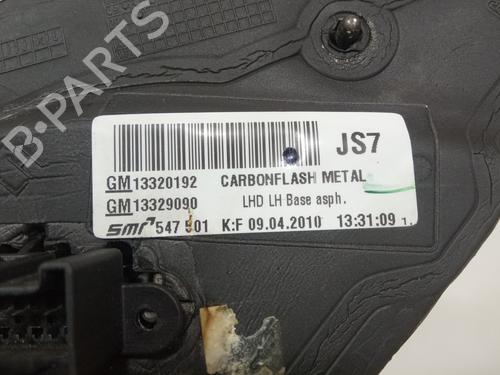 JS7
GM 13320192 CARBONFLASH METAL
GM 13329090 LHD LH Base asph.
smr 547 501 K:F 09.04.2010 13:31:09
B-PARTS